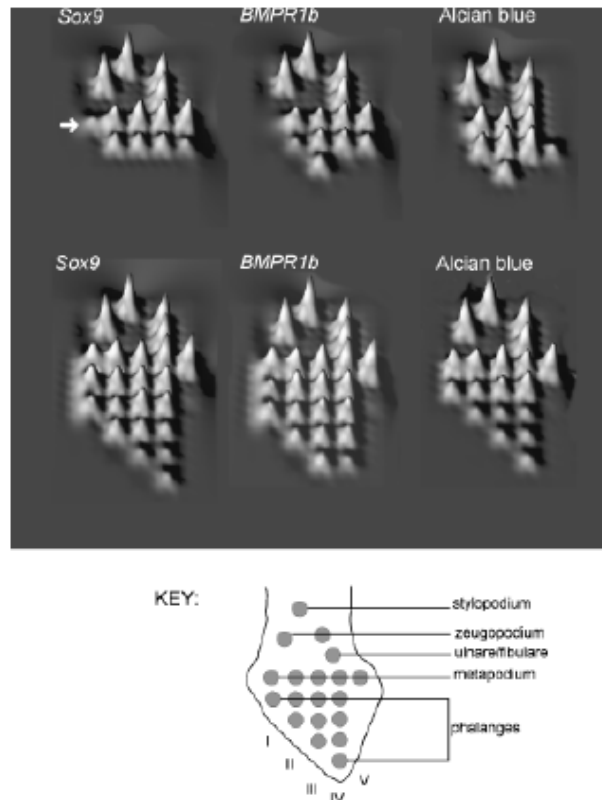 Sox9 BMPR1b Alcian blue
Sox9 BMPR1b Alcian blue
KEY:
stylopodium
zeugopodium
ulnare/fibulare
metapodium
phalanges
I
II
III
IV
V